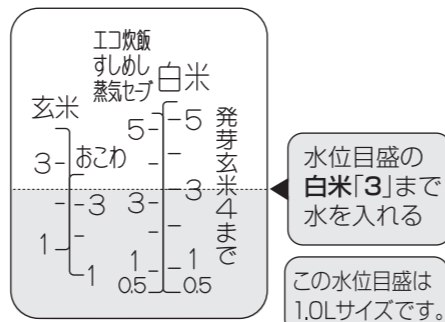 エコ炊飯
すしめし
蒸気セーブ
白米
玄米
おこわ
発芽玄米4まで
3
1
3
1
5
3
1
0.5
5
3
1
0.5
水位目盛の
白米「3」まで
水を入れる
この水位目盛は
1.0Lサイズです。